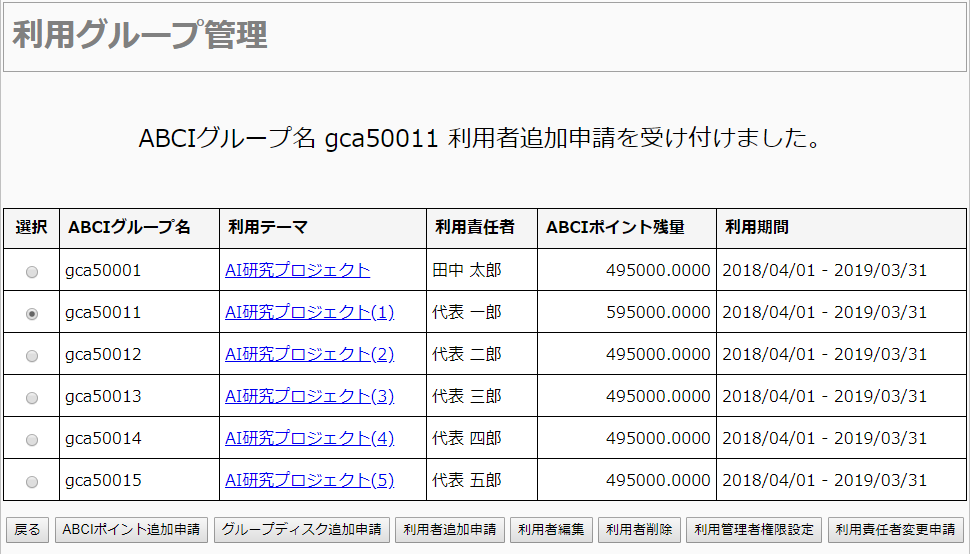 利用グループ管理
ABCIグループ名 gca50011 利用者追加申請を受け付けました。
選択 ABCIグループ名 利用テーマ 利用責任者 ABCIポイント残量 利用期間
gca50001 AI研究プロジェクト 田中 太郎 495000.0000 2018/04/01 - 2019/03/31
gca50011 AI研究プロジェクト(1) 代表 一郎 595000.0000 2018/04/01 - 2019/03/31
gca50012 AI研究プロジェクト(2) 代表 二郎 495000.0000 2018/04/01 - 2019/03/31
gca50013 AI研究プロジェクト(3) 代表 三郎 495000.0000 2018/04/01 - 2019/03/31
gca50014 AI研究プロジェクト(4) 代表 四郎 495000.0000 2018/04/01 - 2019/03/31
gca50015 AI研究プロジェクト(5) 代表 五郎 495000.0000 2018/04/01 - 2019/03/31
戻る ABCIポイント追加申請 グループディスク追加申請 利用者追加申請 利用者編集 利用者削除 利用管理者権限設定 利用責任者変更申請